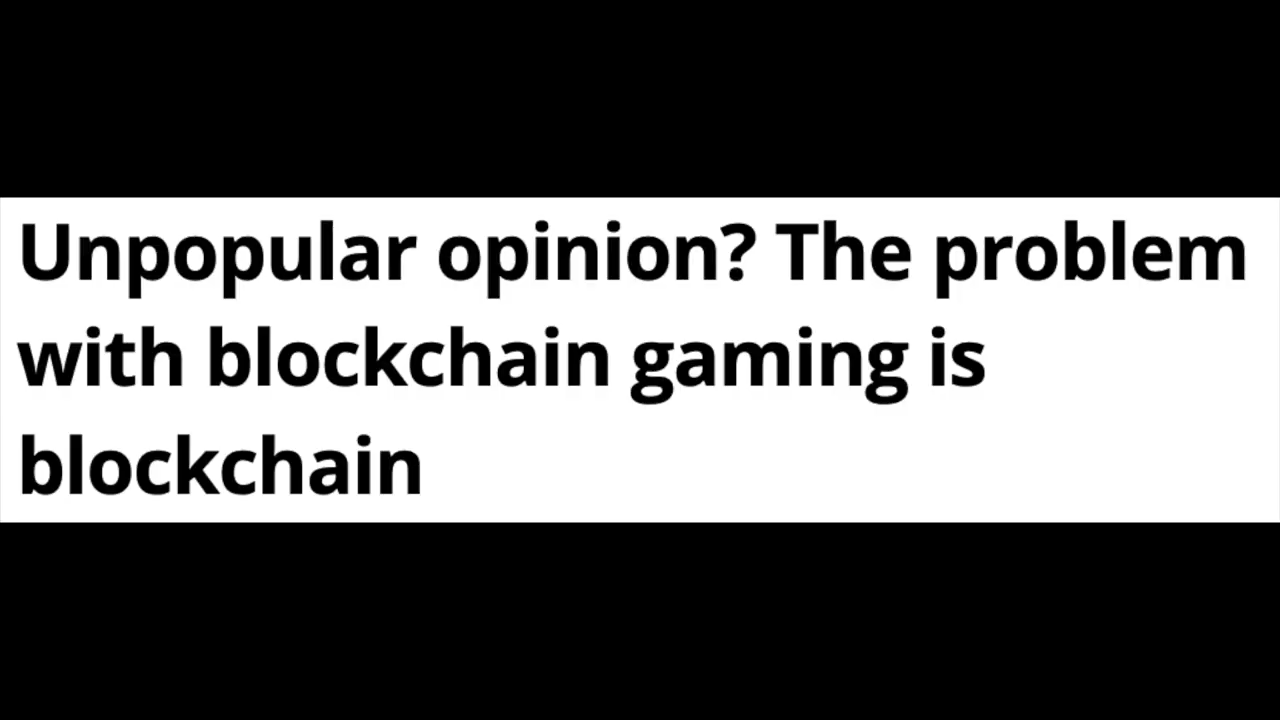 Unpopular opinion? The problem
with blockchain gaming is
blockchain